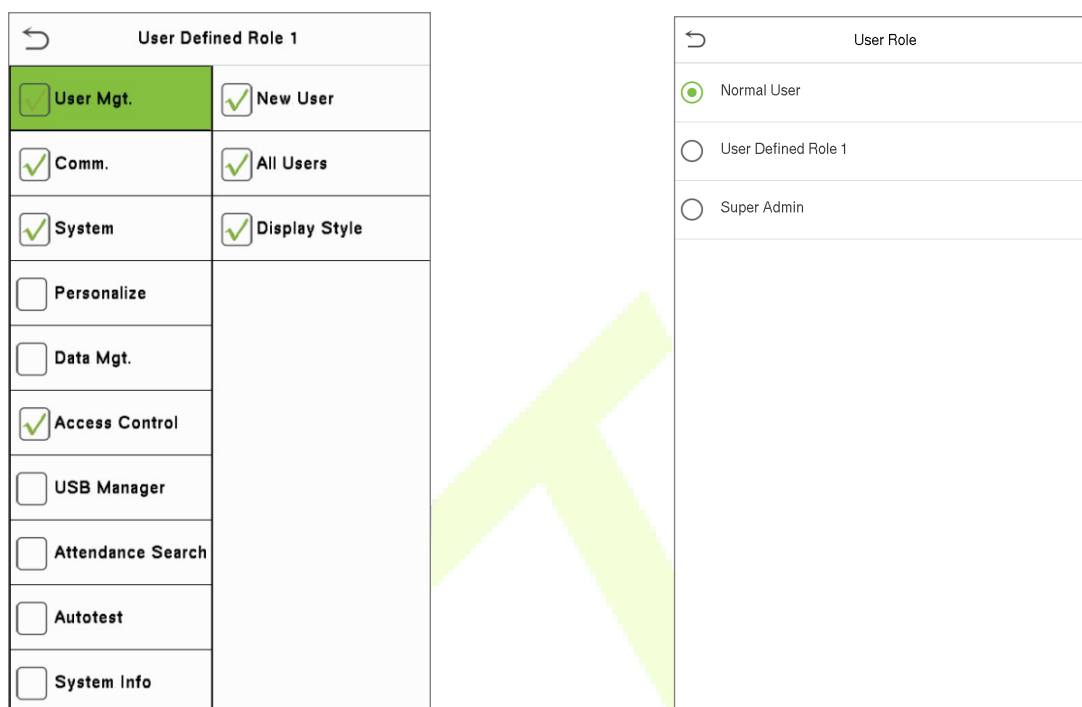 User Defined Role 1
User Mgt.
New User
Comm.
All Users
System
Display Style
Personalize
Data Mgt.
Access Control
USB Manager
Attendance Search
Autotest
System Info
User Role
Normal User
User Defined Role 1
Super Admin